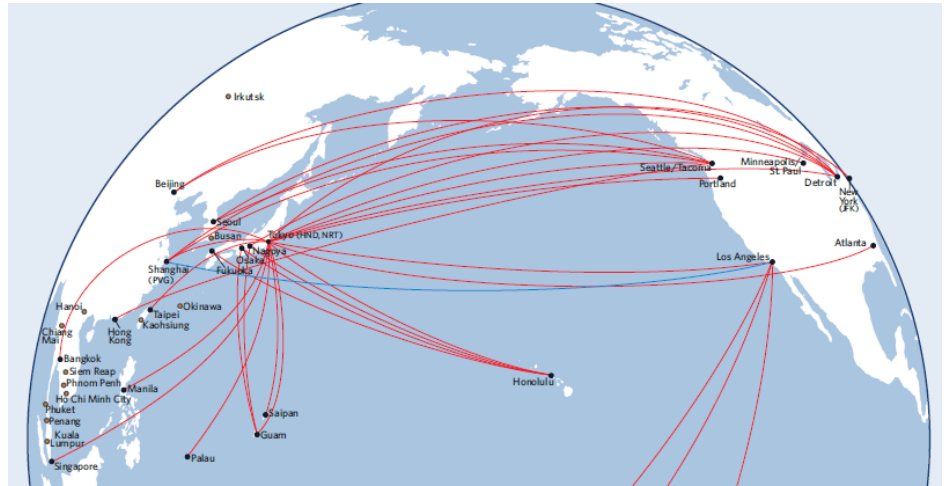 Irkutsk
Beijing
Seoul
Busan
Tokyo (HND, NRT)
Nagoya
Osaka
Fukuoka
Shanghai
(PVG)
Okinawa
Taipei
Kaohsiung
Hong
Kong
Hanoi
Chiang
Mai
Bangkok
Siem Reap
Phnom Penh
Ho Chi Minh City
Manila
Phuket
Penang
Kuala
Lumpur
Singapore
Palau
Saipan
Guam
Honolulu
Seattle/Tacoma
Portland
Minneapolis/
St. Paul
Detroit
New
York
(JFK)
Atlanta
Los Angeles